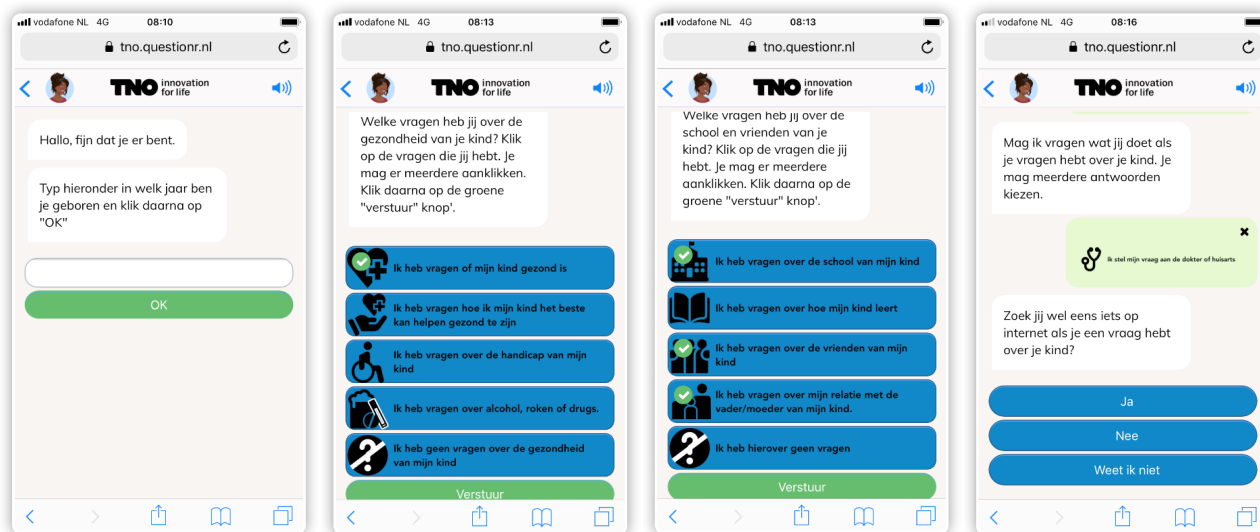 vodafone NL 4G 08:10
tno.questionr.nl
TNO innovation
for life
Hallo, fijn dat je er bent.
Typ hieronder in welk jaar ben
je geboren en klik daarna op
"OK"
OK
vodafone NL 4G 08:13
tno.questionr.nl
TNO innovation
for life
Welke vragen heb jij over de
gezondheid van je kind? Klik
op de vragen die jij hebt. Je
mag er meerdere aanklikken.
Klik daarna op de groene
"verstuur" knop'.
Ik heb vragen of mijn kind gezond is
Ik heb vragen hoe ik mijn kind het beste
kan helpen gezond te zijn
Ik heb vragen over de handicap van mijn
kind
Ik heb vragen over alcohol, roken of drugs.
Ik heb geen vragen over de gezondheid
van mijn kind
Verstuur
vodafone NL 4G 08:13
tno.questionr.nl
TNO innovation
for life
Welke vragen heb jij over de
school en vrienden van je
kind? Klik op de vragen die jij
hebt. Je mag er meerdere
aanklikken. Klik daarna op de
groene "verstuur" knop'.
Ik heb vragen over de school van mijn kind
Ik heb vragen over hoe mijn kind leert
Ik heb vragen over de vrienden van mijn
kind
Ik heb vragen over mijn relatie met de
vader/moeder van mijn kind.
Ik heb hierover geen vragen
Verstuur
vodafone NL 4G 08:16
tno.questionr.nl
TNO innovation
for life
Mag ik vragen wat jij doet als
je vragen hebt over je kind. Je
mag meerdere antwoorden
kiezen.
Ik stel mijn vraag aan de dokter of huisarts
Zoek jij wel eens iets op
internet als je een vraag hebt
over je kind?
Ja
Nee
Weet ik niet